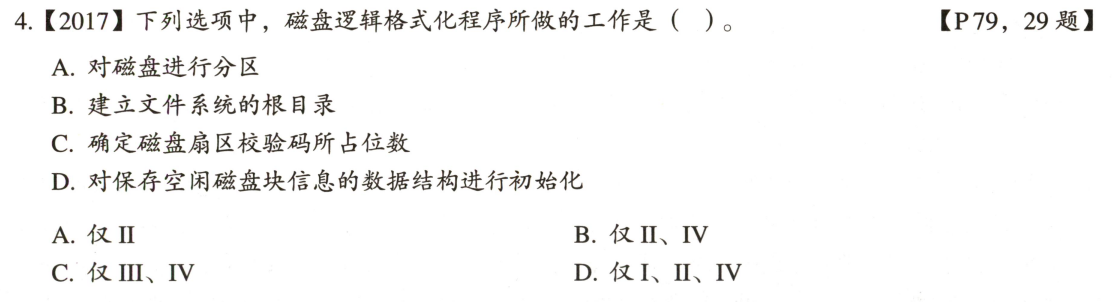 4.【2017】下列选项中，磁盘逻辑格式化程序所做的工作是（ ）。 【P79，29 题】
A. 对磁盘进行分区
B. 建立文件系统的根目录
C. 确定磁盘扇区校验码所占位数
D. 对保存空闲磁盘块信息的数据结构进行初始化
A. 仅 II B. 仅 II、IV
C. 仅 III、IV D. 仅 I、II、IV